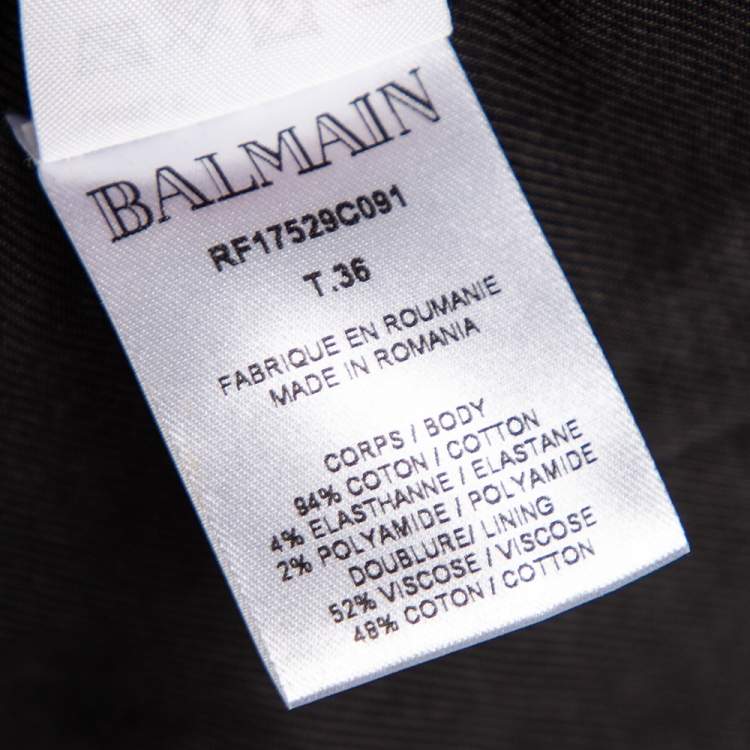 BALMAIN
RF17529C091
T.36
FABRIQUE EN ROUMANIE
MADE IN ROMANIA
CORPS / BODY
94% COTON / COTTON
4% ELASTHANNE / ELASTANE
2% POLYAMIDE / POLYAMIDE
DOUBLURE/ LINING
52% VISCOSE / VISCOSE
48% COTON / COTTON